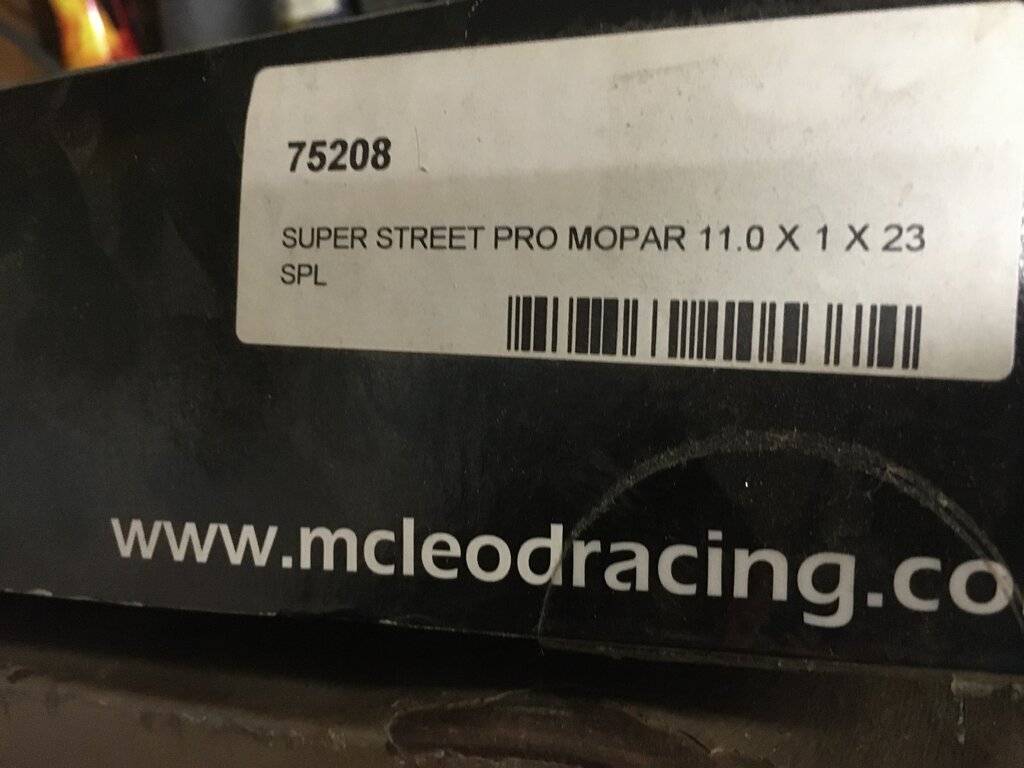 75208
SUPER STREET PRO MOPAR 11.0 X 1 X 23
SPL
www.mcleodracing.co